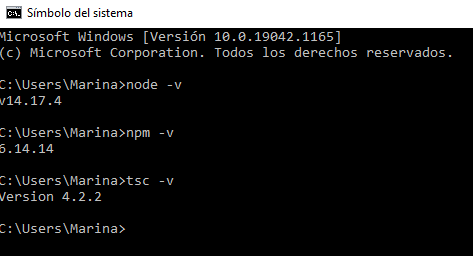 Símbolo del sistema
Microsoft Windows [Versión 10.0.19042.1165]
(c) Microsoft Corporation. Todos los derechos reservados.
C:\Users\Marina>node -v
v14.17.4
C:\Users\Marina>npm -v
6.14.14
C:\Users\Marina>tsc -v
Version 4.2.2
C:\Users\Marina>